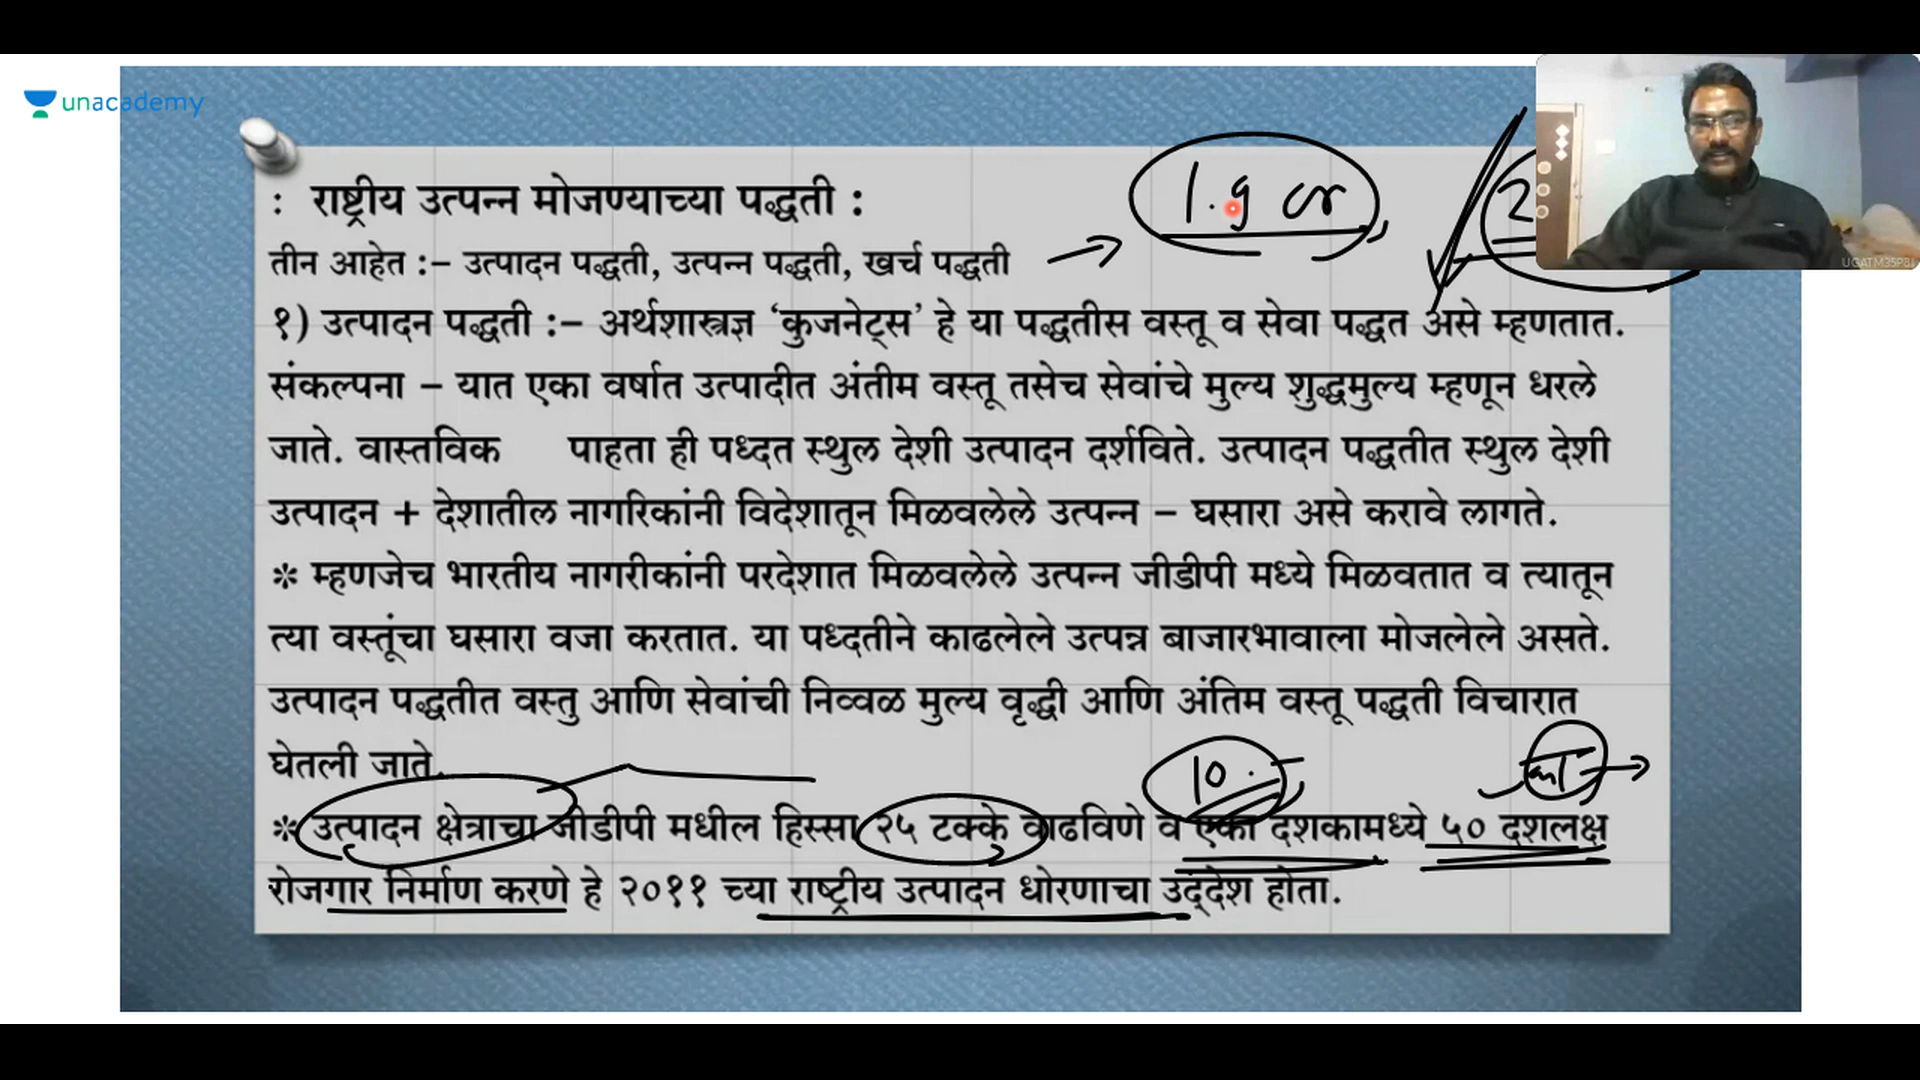 unacademy
: राष्ट्रीय उत्पन्न मोजण्याच्या पद्धती :
1.9 cr
2
तीन आहेत :– उत्पादन पद्धती, उत्पन्न पद्धती, खर्च पद्धती
UGATM35P8I
१) उत्पादन पद्धती :– अर्थशास्त्रज्ञ ‘कुजनेट्स’ हे या पद्धतीस वस्तू व सेवा पद्धत असे म्हणतात.
संकल्पना – यात एका वर्षात उत्पादीत अंतीम वस्तू तसेच सेवांचे मुल्य शुद्धमुल्य म्हणून धरले
जाते. वास्तविक पाहता ही पध्दत स्थुल देशी उत्पादन दर्शविते. उत्पादन पद्धतीत स्थुल देशी
उत्पादन + देशातील नागरिकांनी विदेशातून मिळवलेले उत्पन्न – घसारा असे करावे लागते.
* म्हणजेच भारतीय नागरीकांनी परदेशात मिळवलेले उत्पन्न जीडीपी मध्ये मिळवतात व त्यातून
त्या वस्तूंचा घसारा वजा करतात. या पध्दतीने काढलेले उत्पन्न बाजारभावाला मोजलेले असते.
उत्पादन पद्धतीत वस्तु आणि सेवांची निव्वळ मुल्य वृद्धी आणि अंतिम वस्तू पद्धती विचारात
घेतली जाते.
10
* उत्पादन क्षेत्राचा जीडीपी मधील हिस्सा २५ टक्के वाढविणे व एका दशकामध्ये ५० दशलक्ष
रोजगार निर्माण करणे हे २०११ च्या राष्ट्रीय उत्पादन धोरणाचा उद्देश होता.